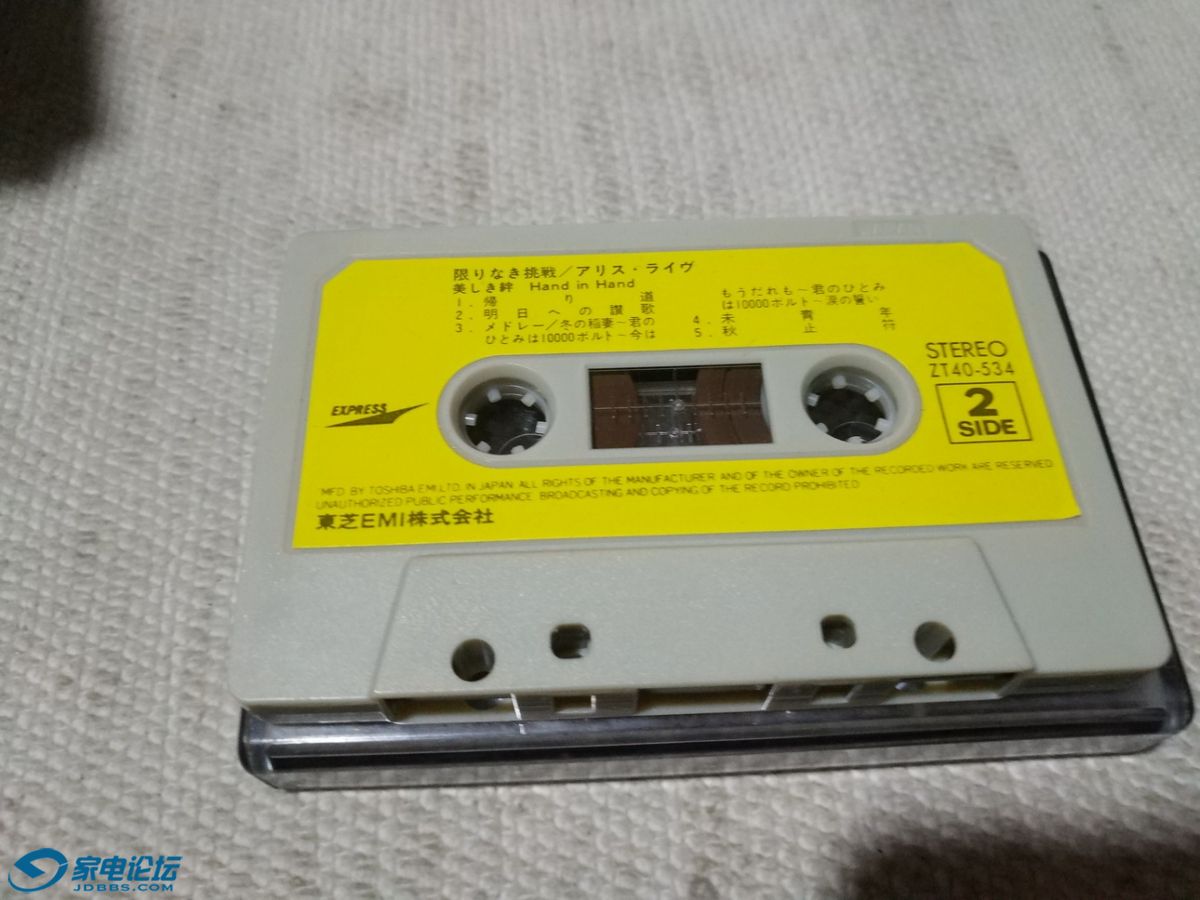 限りなき挑戦／アリス・ライヴ
美しき絆 Hand in Hand
1. 帰り道
2. 明日への讃歌
3. メドレー／冬の稲妻～君の
ひとみは10000ボルト～今は
もうだれも～君のひとみ
は10000ボルト～涙の誓い
4. 未青年
5. 秋止符
STEREO
ZT40-534
2
SIDE
EXPRESS
MFD. BY TOSHIBA EMI LTD. IN JAPAN ALL RIGHTS OF THE MANUFACTURER AND OF THE OWNER OF THE RECORDED WORK ARE RESERVED
UNAUTHORIZED PUBLIC PERFORMANCE BROADCASTING AND COPYING OF THE RECORD PROHIBITED
東芝EMI株式会社
家电论坛
JDBBS.COM